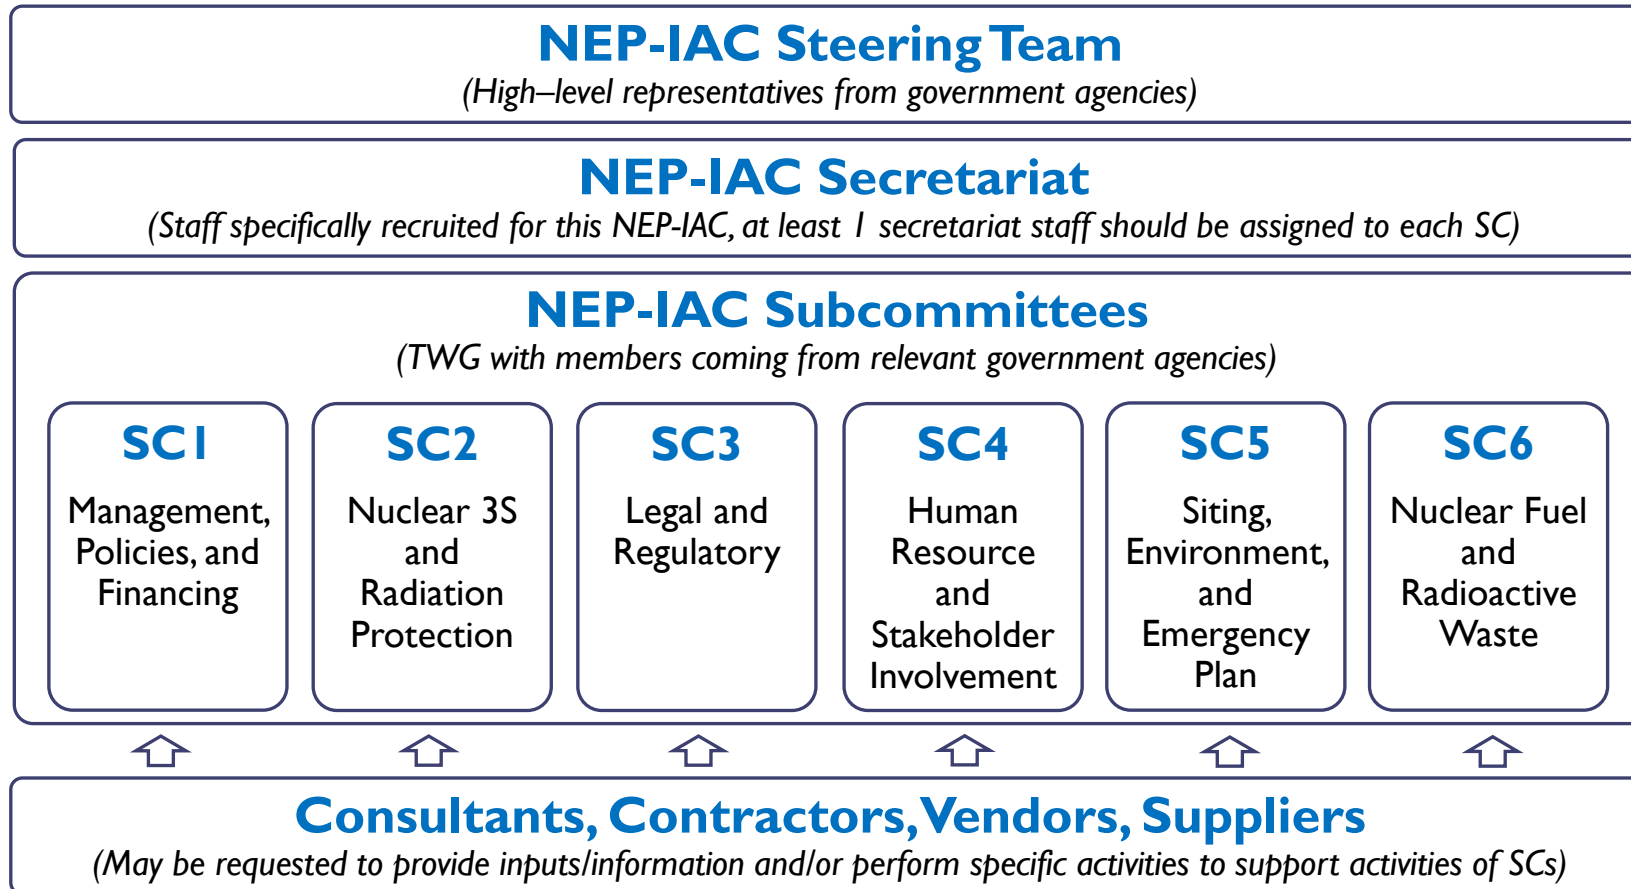 NEP-IAC Steering Team
(High–level representatives from government agencies)
NEP-IAC Secretariat
(Staff specifically recruited for this NEP-IAC, at least 1 secretariat staff should be assigned to each SC)
NEP-IAC Subcommittees
(TWG with members coming from relevant government agencies)
SC1
Management,
Policies, and
Financing
SC2
Nuclear 3S
and
Radiation
Protection
SC3
Legal and
Regulatory
SC4
Human
Resource
and
Stakeholder
Involvement
SC5
Siting,
Environment,
and
Emergency
Plan
SC6
Nuclear Fuel
and
Radioactive
Waste
Consultants, Contractors, Vendors, Suppliers
(May be requested to provide inputs/information and/or perform specific activities to support activities of SCs)